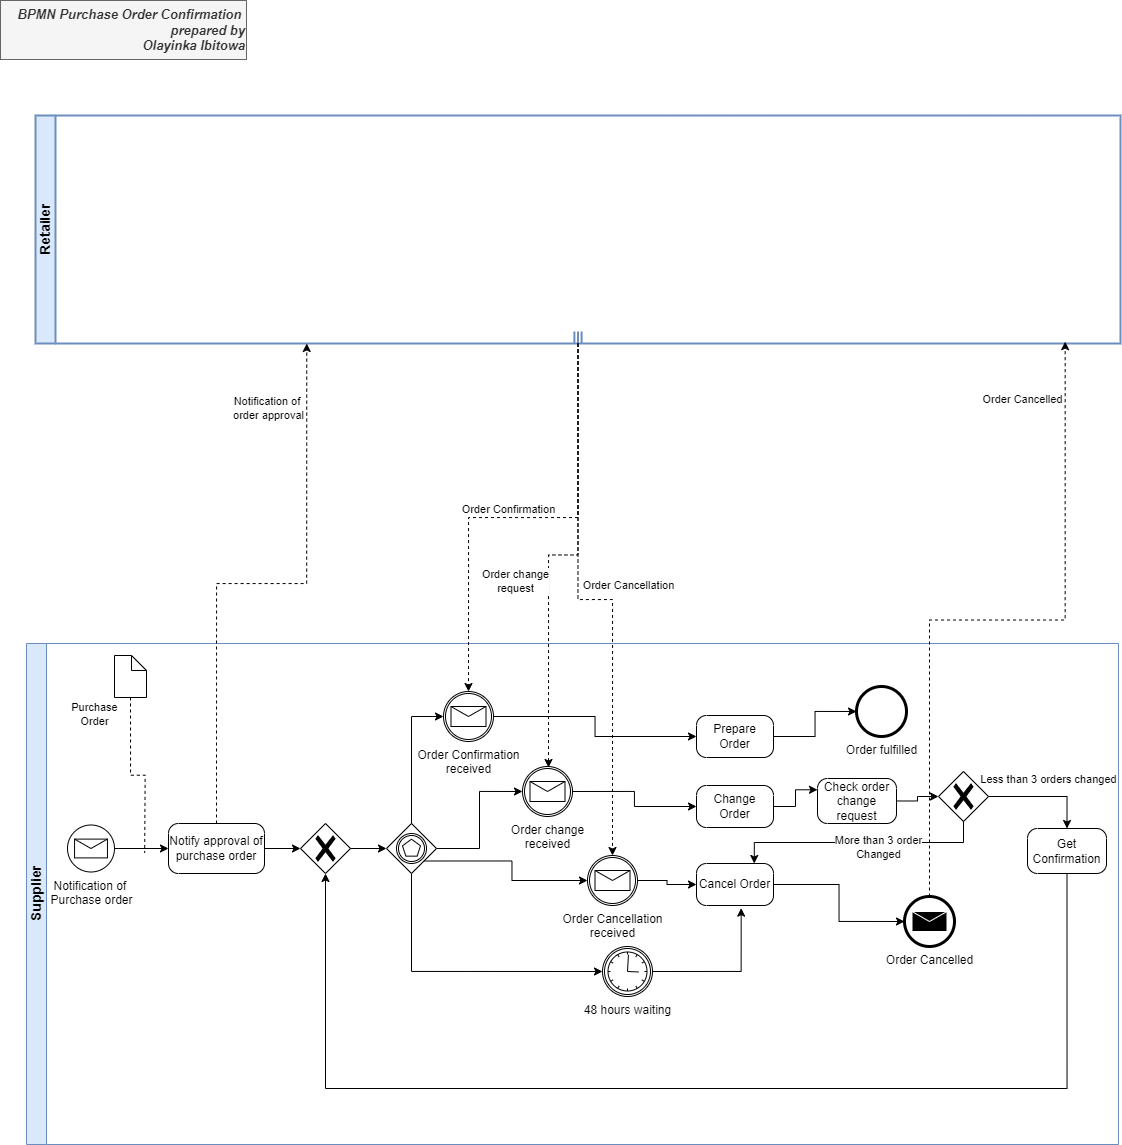 BPMN Purchase Order Confirmation
prepared by
Olayinka Ibitowa
Retailer
Notification of
order approval
Order Cancelled
Order Confirmation
Order change
request
Order Cancellation
Supplier
Purchase
Order
Notification of
Purchase order
Notify approval of
purchase order
Order Confirmation
received
Order change
received
Order Cancellation
received
48 hours waiting
Prepare
Order
Order fulfilled
Change
Order
Check order
change
request
Less than 3 orders changed
More than 3 order
Changed
Get
Confirmation
Cancel Order
Order Cancelled